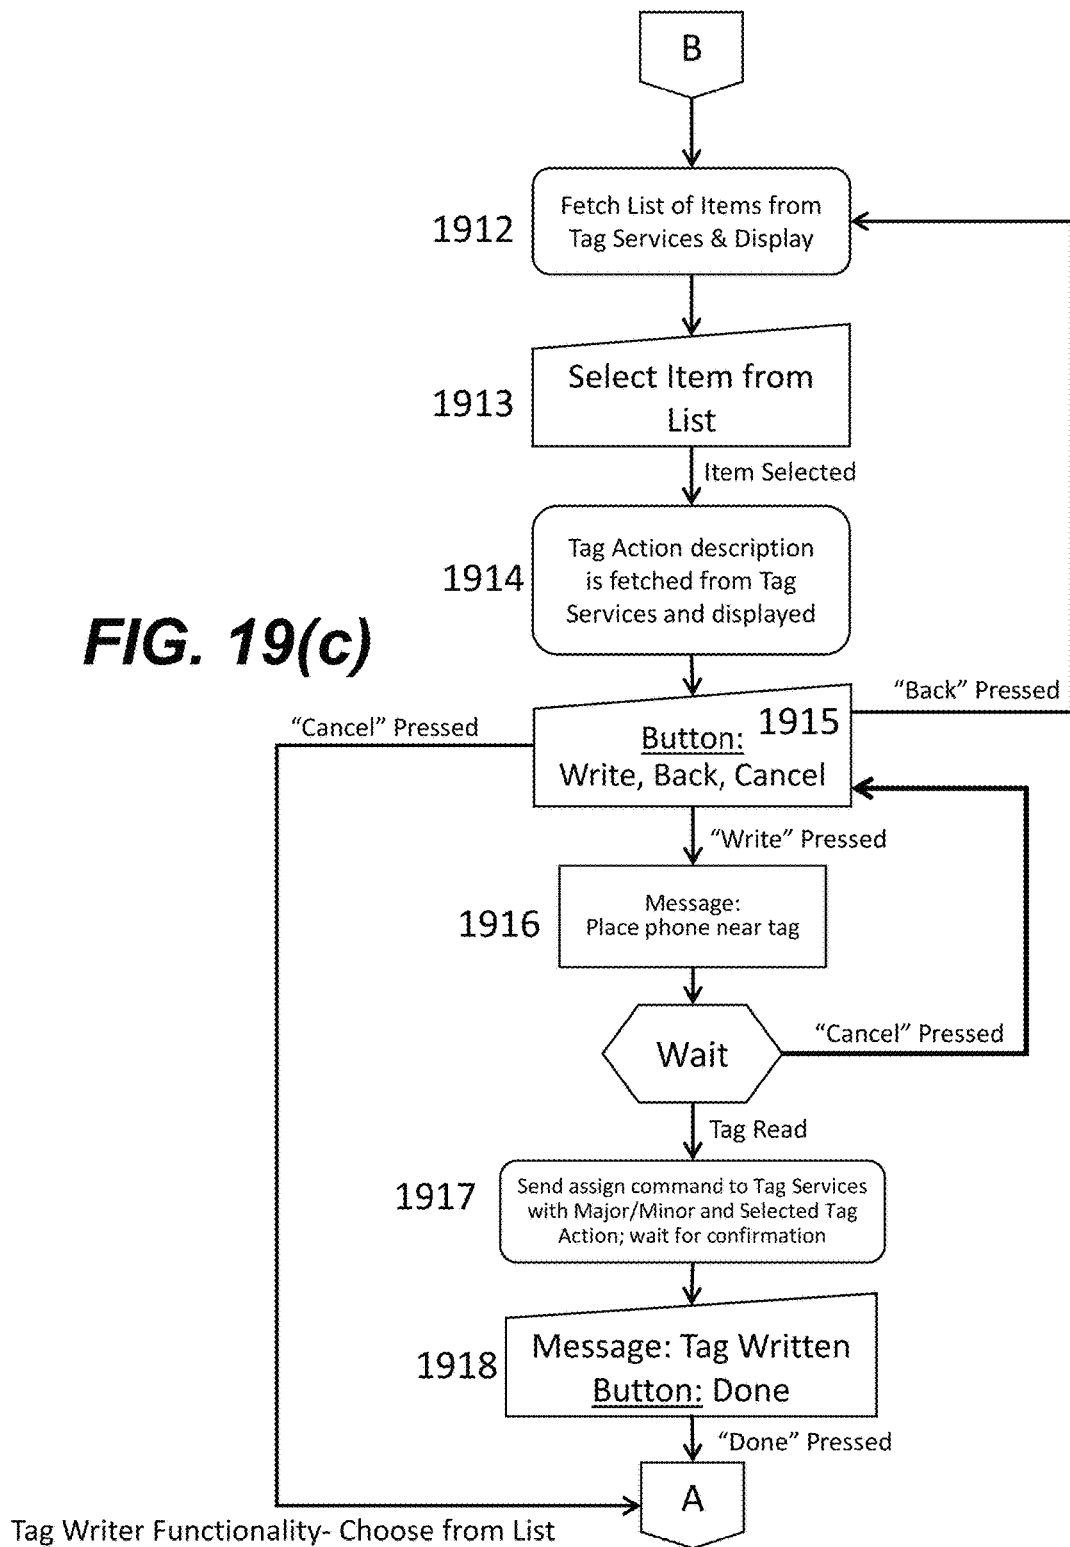 B
1912
Fetch List of Items from
Tag Services & Display
1913
Select Item from
List
Item Selected
1914
Tag Action description
is fetched from Tag
Services and displayed
FIG. 19(c)
"Back" Pressed
"Cancel" Pressed
1915
Button:
Write, Back, Cancel
"Write" Pressed
1916
Message:
Place phone near tag
Wait
"Cancel" Pressed
Tag Read
1917
Send assign command to Tag Services
with Major/Minor and Selected Tag
Action; wait for confirmation
1918
Message: Tag Written
Button: Done
"Done" Pressed
A
Tag Writer Functionality- Choose from List